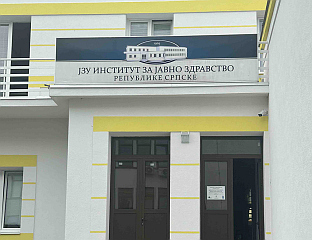 ЈЗУ ИНСТИТУТ ЗА ЈАВНО ЗДРАВСТВО
РЕПУБЛИКЕ СРПСКЕ